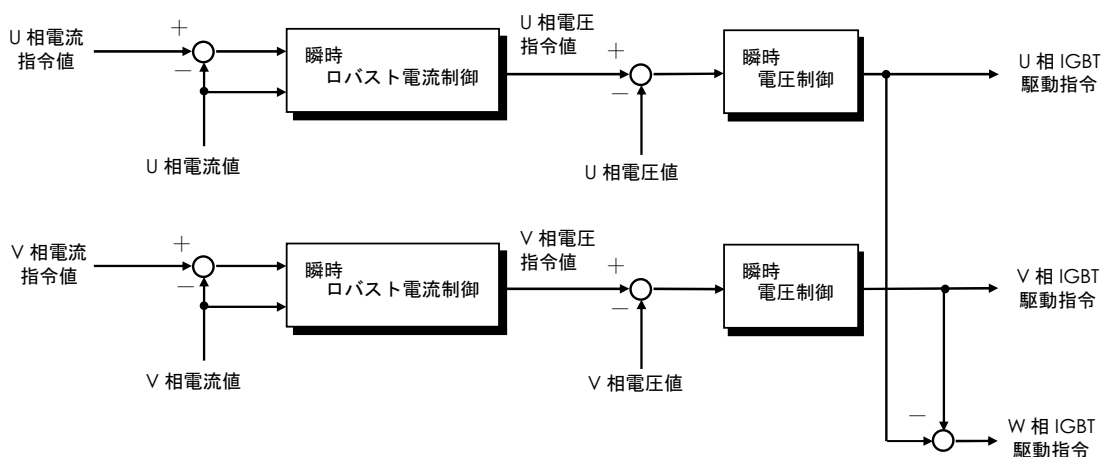 U 相電流
指令値
+
−
瞬時
ロバスト電流制御
U 相電流値
U 相電圧
指令値
+
−
U 相電圧値
瞬時
電圧制御
U 相 IGBT
駆動指令
V 相電流
指令値
+
−
瞬時
ロバスト電流制御
V 相電流値
V 相電圧
指令値
+
−
V 相電圧値
瞬時
電圧制御
V 相 IGBT
駆動指令
−
W 相 IGBT
駆動指令